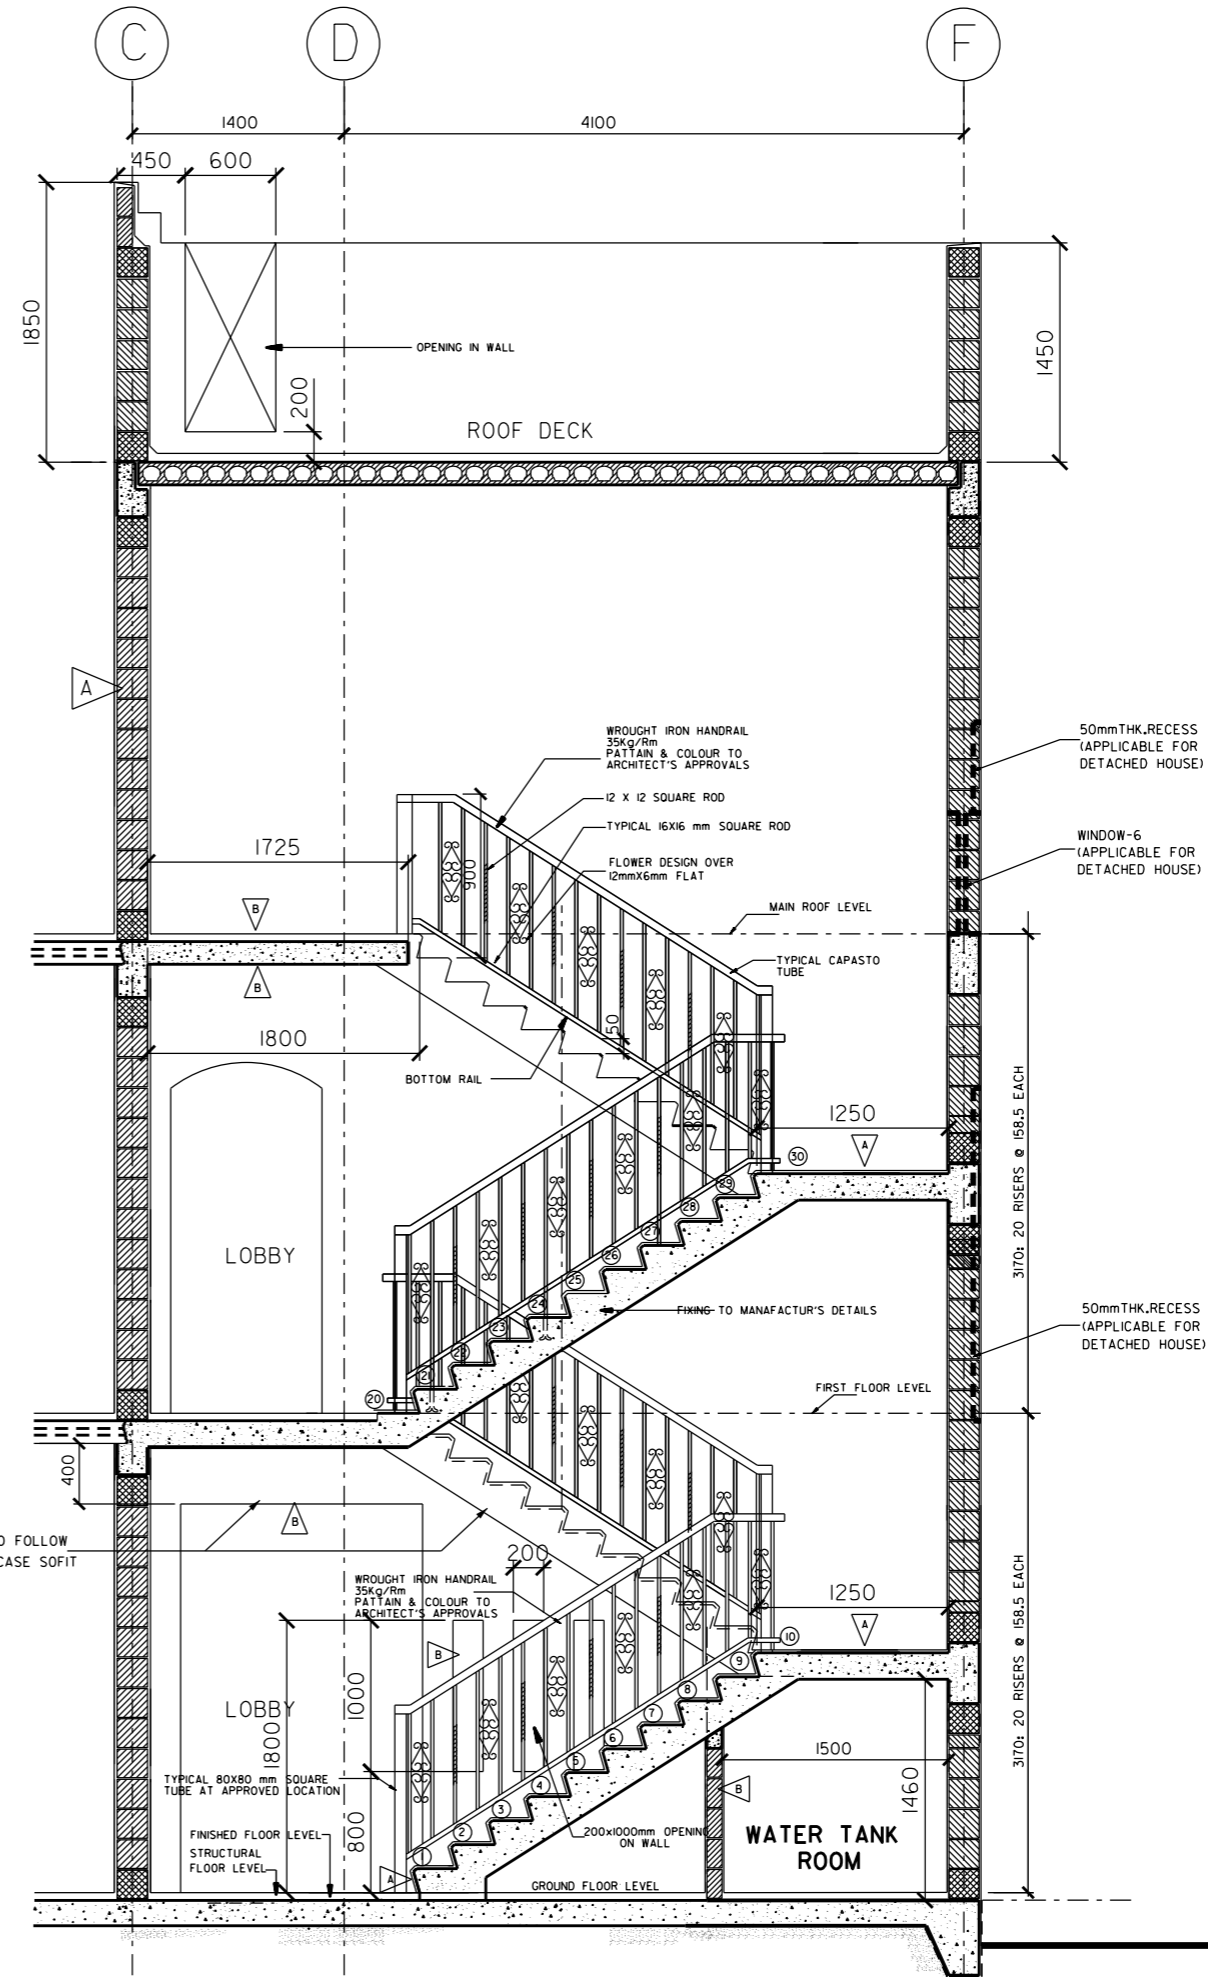 C
D
F
1400
4100
450
600
1850
OPENING IN WALL
1450
200
ROOF DECK
A
WROUGHT IRON HANDRAIL
35Kg/Rm
PATTAIN & COLOUR TO
ARCHITECT'S APPROVALS
50mmTHK.RECESS
(APPLICABLE FOR
DETACHED HOUSE)
12 X 12 SQUARE ROD
TYPICAL 16X16 mm SQUARE ROD
FLOWER DESIGN OVER
12mmX6mm FLAT
900
1725
WINDOW-6
(APPLICABLE FOR
DETACHED HOUSE)
B
MAIN ROOF LEVEL
TYPICAL CAPASTO
TUBE
B
1800
150
BOTTOM RAIL
1250
A
30
29
28
27
26
25
24
23
22
21
20
LOBBY
3170: 20 RISERS @ 158.5 EACH
FIXING TO MANAFACTUR'S DETAILS
50mmTHK.RECESS
(APPLICABLE FOR
DETACHED HOUSE)
FIRST FLOOR LEVEL
400
B
D FOLLOW
CASE SOFIT
200
WROUGHT IRON HANDRAIL
35Kg/Rm
PATTAIN & COLOUR TO
ARCHITECT'S APPROVALS
1250
A
B
10
9
8
7
6
5
4
3
2
1
3170: 20 RISERS @ 158.5 EACH
LOBBY
1800
1000
1500
1460
B
TYPICAL 80X80 mm SQUARE
TUBE AT APPROVED LOCATION
800
200x1000mm OPENING
ON WALL
WATER TANK
ROOM
FINISHED FLOOR LEVEL
STRUCTURAL
FLOOR LEVEL
A
GROUND FLOOR LEVEL